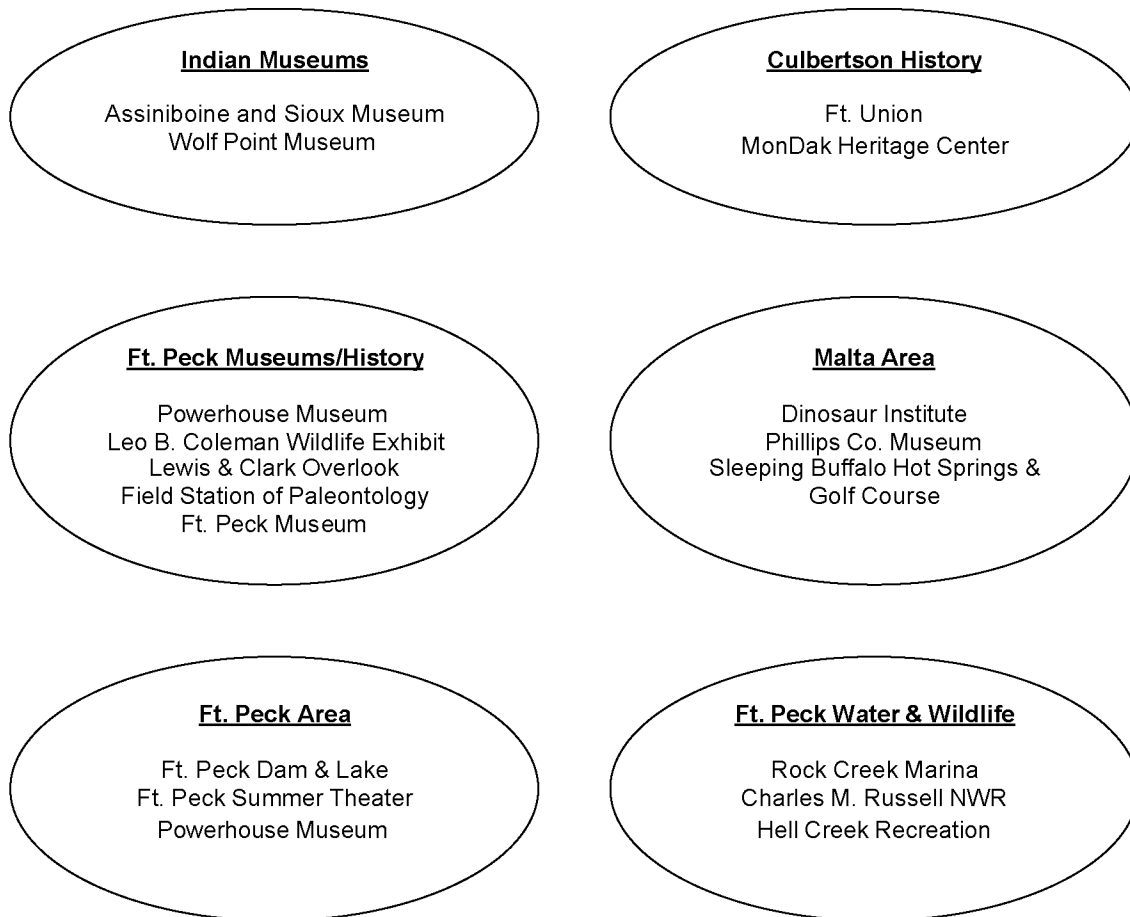 Indian Museums
Assiniboine and Sioux Museum
Wolf Point Museum
Culbertson History
Ft. Union
MonDak Heritage Center
Ft. Peck Museums/History
Powerhouse Museum
Leo B. Coleman Wildlife Exhibit
Lewis & Clark Overlook
Field Station of Paleontology
Ft. Peck Museum
Malta Area
Dinosaur Institute
Phillips Co. Museum
Sleeping Buffalo Hot Springs &
Golf Course
Ft. Peck Area
Ft. Peck Dam & Lake
Ft. Peck Summer Theater
Powerhouse Museum
Ft. Peck Water & Wildlife
Rock Creek Marina
Charles M. Russell NWR
Hell Creek Recreation